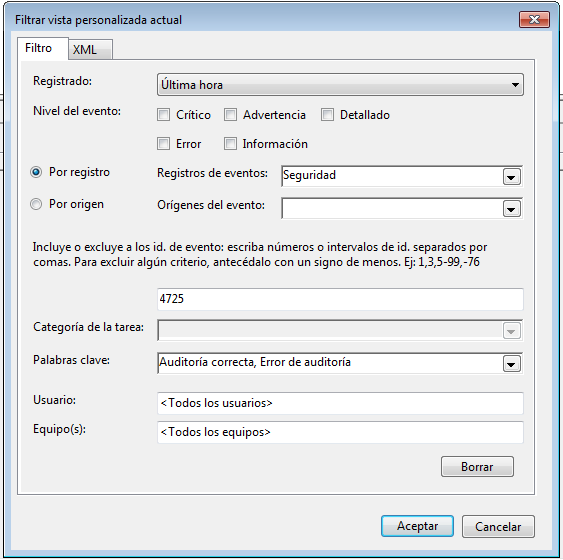 Filtrar vista personalizada actual
Filtro XML
Registrado: Última hora
Nivel del evento: Crítico Advertencia Detallado
Error Información
Por registro Registros de eventos: Seguridad
Por origen Orígenes del evento:
Incluye o excluye a los id. de evento: escriba números o intervalos de id. separados por
comas. Para excluir algún criterio, antecédalo con un signo de menos. Ej: 1,3,5-99,-76
4725
Categoría de la tarea:
Palabras clave: Auditoría correcta, Error de auditoría
Usuario: <Todos los usuarios>
Equipo(s): <Todos los equipos>
Borrar
Aceptar Cancelar